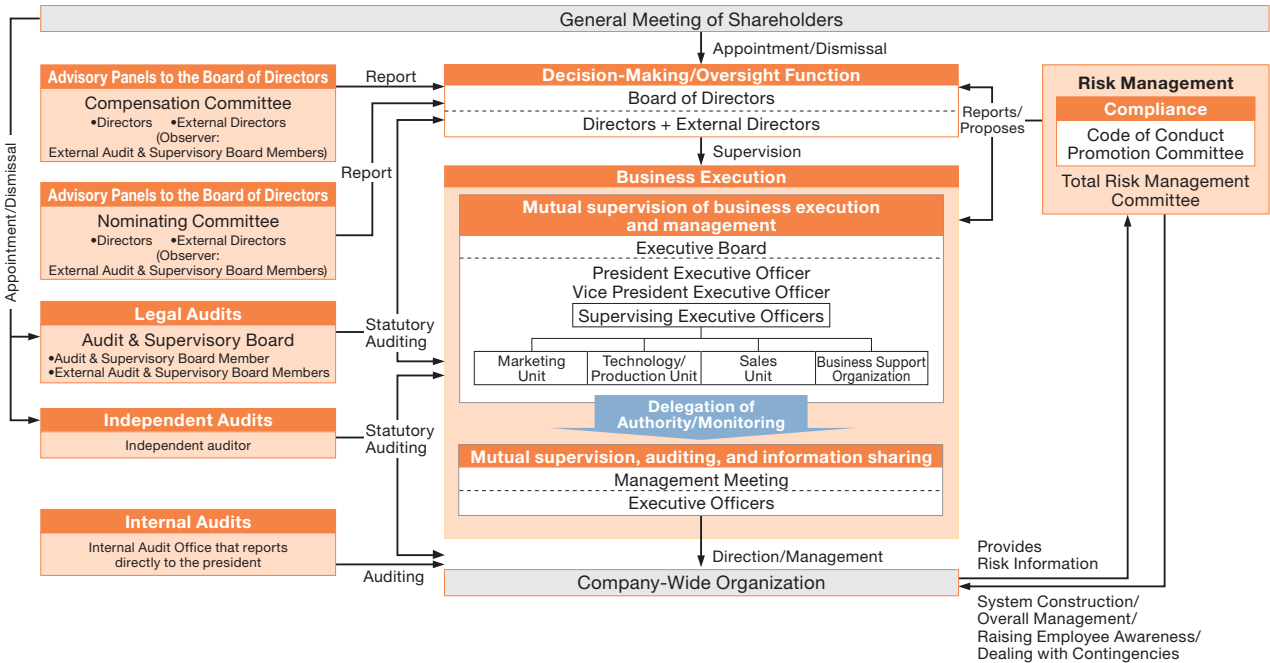 General Meeting of Shareholders
Appointment/Dismissal
Appointment/Dismissal
Advisory Panels to the Board of Directors
Compensation Committee
•Directors •External Directors
(Observer:
External Audit & Supervisory Board Members)
Report
Advisory Panels to the Board of Directors
Nominating Committee
•Directors •External Directors
(Observer:
External Audit & Supervisory Board Members)
Report
Legal Audits
Audit & Supervisory Board
•Audit & Supervisory Board Member
•External Audit & Supervisory Board Members
Statutory
Auditing
Independent Audits
Independent auditor
Statutory
Auditing
Internal Audits
Internal Audit Office that reports
directly to the president
Auditing
Decision-Making/Oversight Function
Board of Directors
Directors + External Directors
Supervision
Business Execution
Mutual supervision of business execution
and management
Executive Board
President Executive Officer
Vice President Executive Officer
Supervising Executive Officers
Marketing
Unit
Technology/
Production Unit
Sales
Unit
Business Support
Organization
Delegation of
Authority/Monitoring
Mutual supervision, auditing, and information sharing
Management Meeting
Executive Officers
Direction/Management
Company-Wide Organization
Reports/
Proposes
Risk Management
Compliance
Code of Conduct
Promotion Committee
Total Risk Management
Committee
Provides
Risk Information
System Construction/
Overall Management/
Raising Employee Awareness/
Dealing with Contingencies